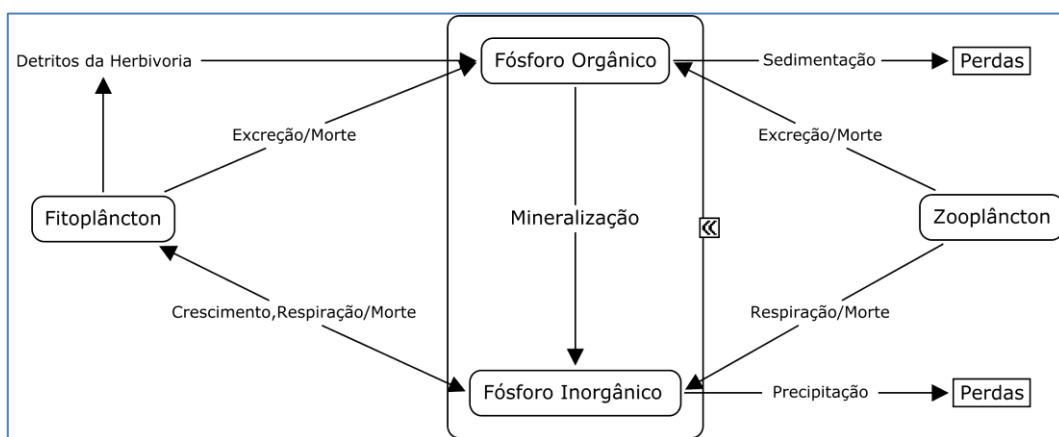 Fósforo Orgânico
Detritos da Herbivoria
Sedimentação
Perdas
Excreção/Morte
Excreção/Morte
Fitoplâncton
Mineralização
Zooplâncton
Crescimento,Respiração/Morte
Respiração/Morte
Fósforo Inorgânico
Precipitação
Perdas